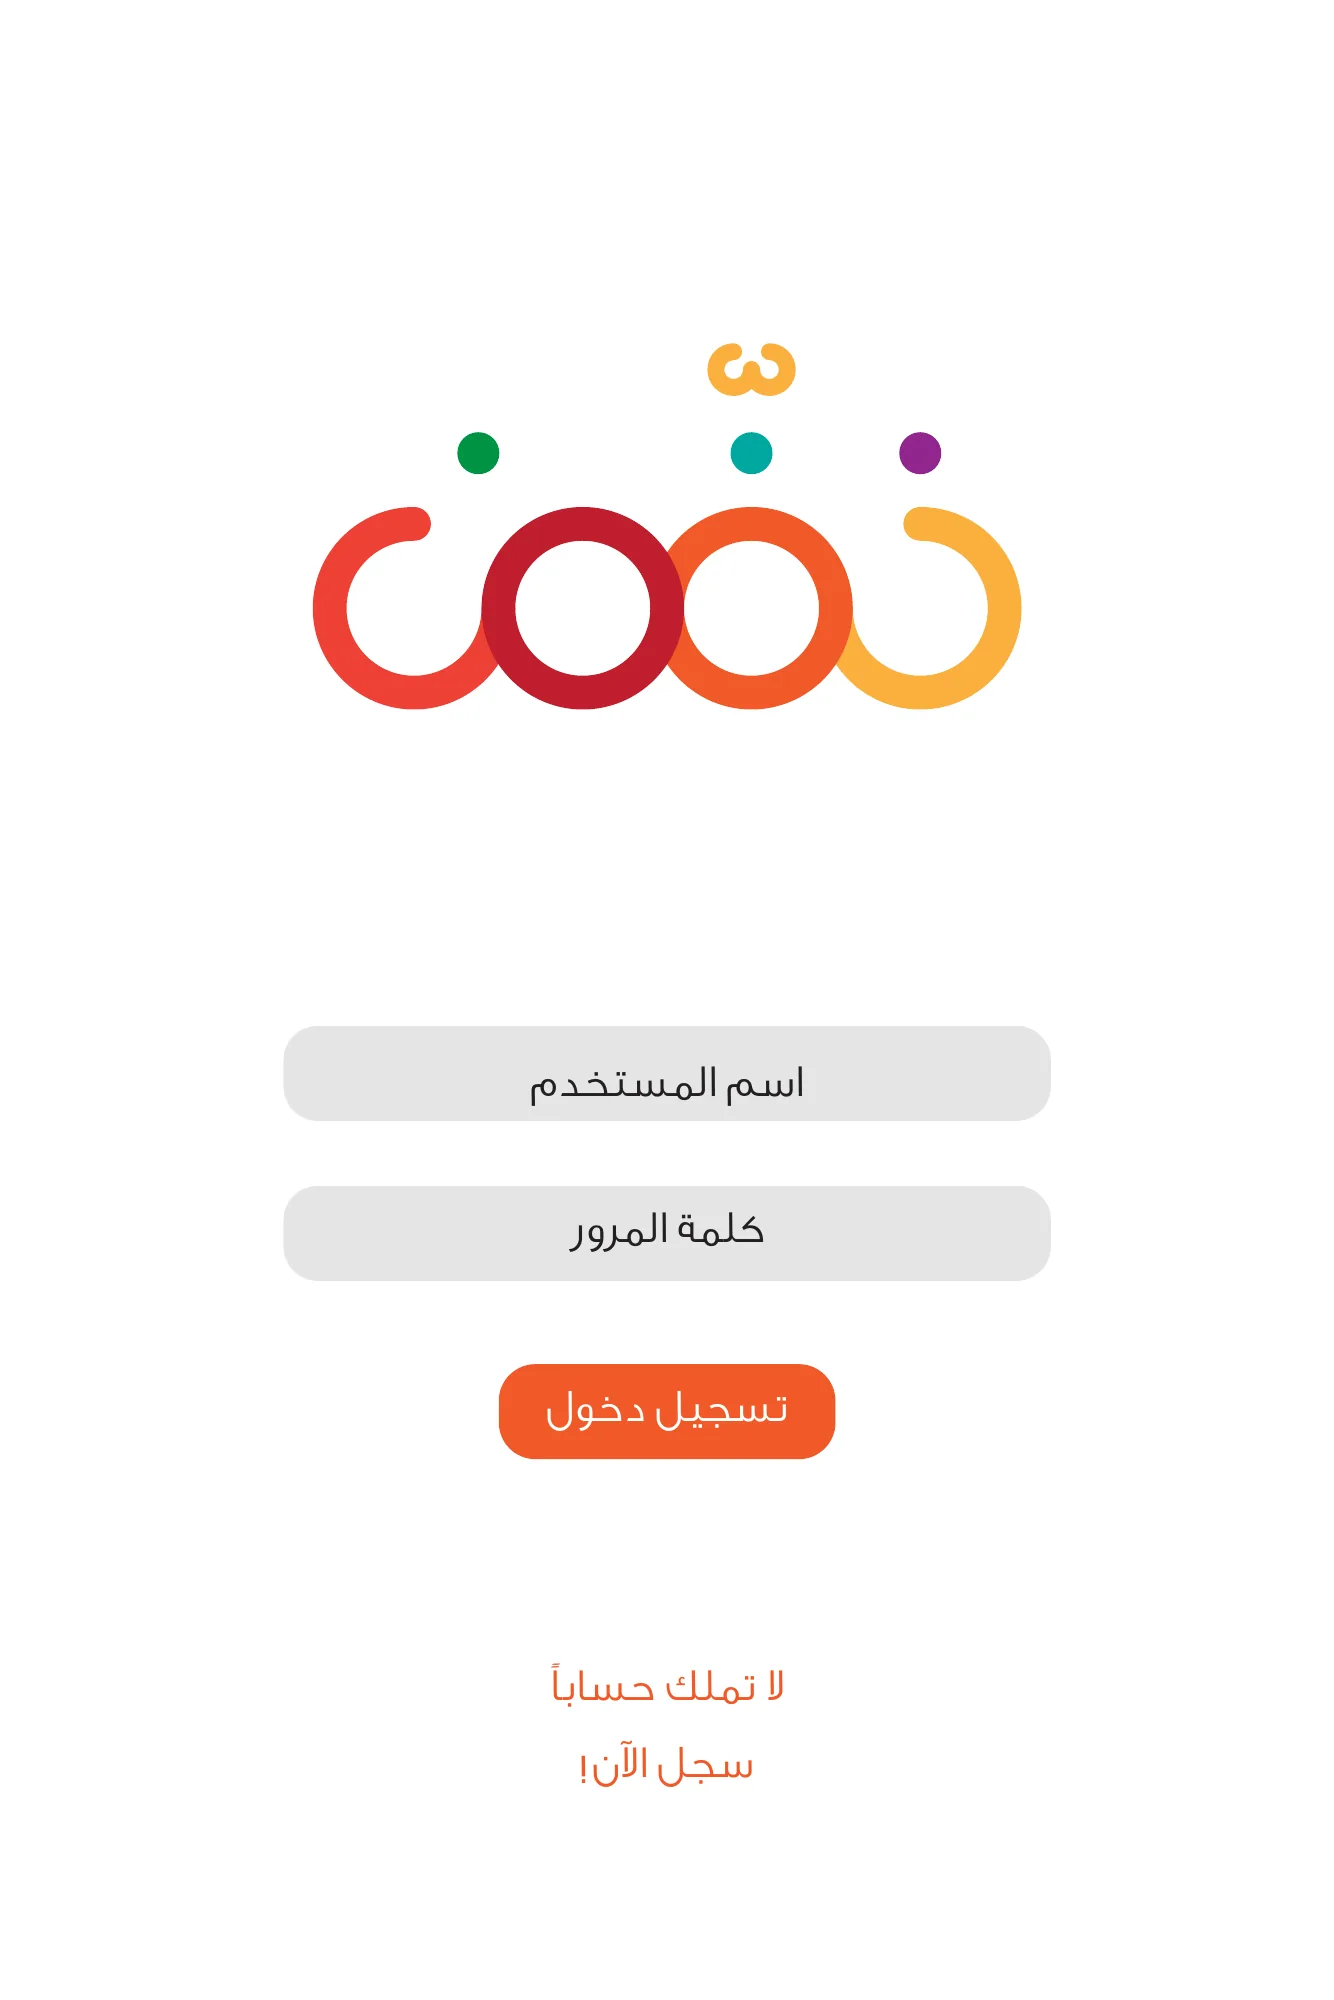 اسم المستخدم
كلمة المرور
تسجيل دخول
لا تملك حساباً
سجل الآن!